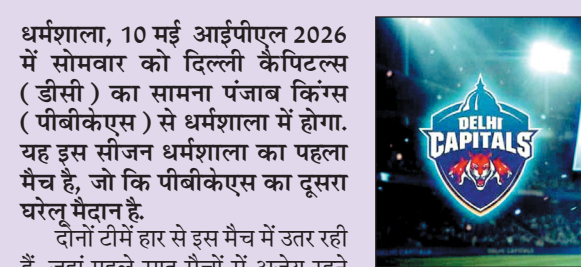 धर्मशाला, 10 मई आईपीएल 2026
में सोमवार को दिल्ली कैपिटल्स
( डीसी ) का सामना पंजाब किंग्स
( पीबीकेएस ) से धर्मशाला में होगा.
यह इस सीजन धर्मशाला का पहला
मैच है, जो कि पीबीकेएस का दूसरा
घरेलू मैदान है.
दोनों टीमें हार से इस मैच में उतर रही
DELHI
CAPITALS